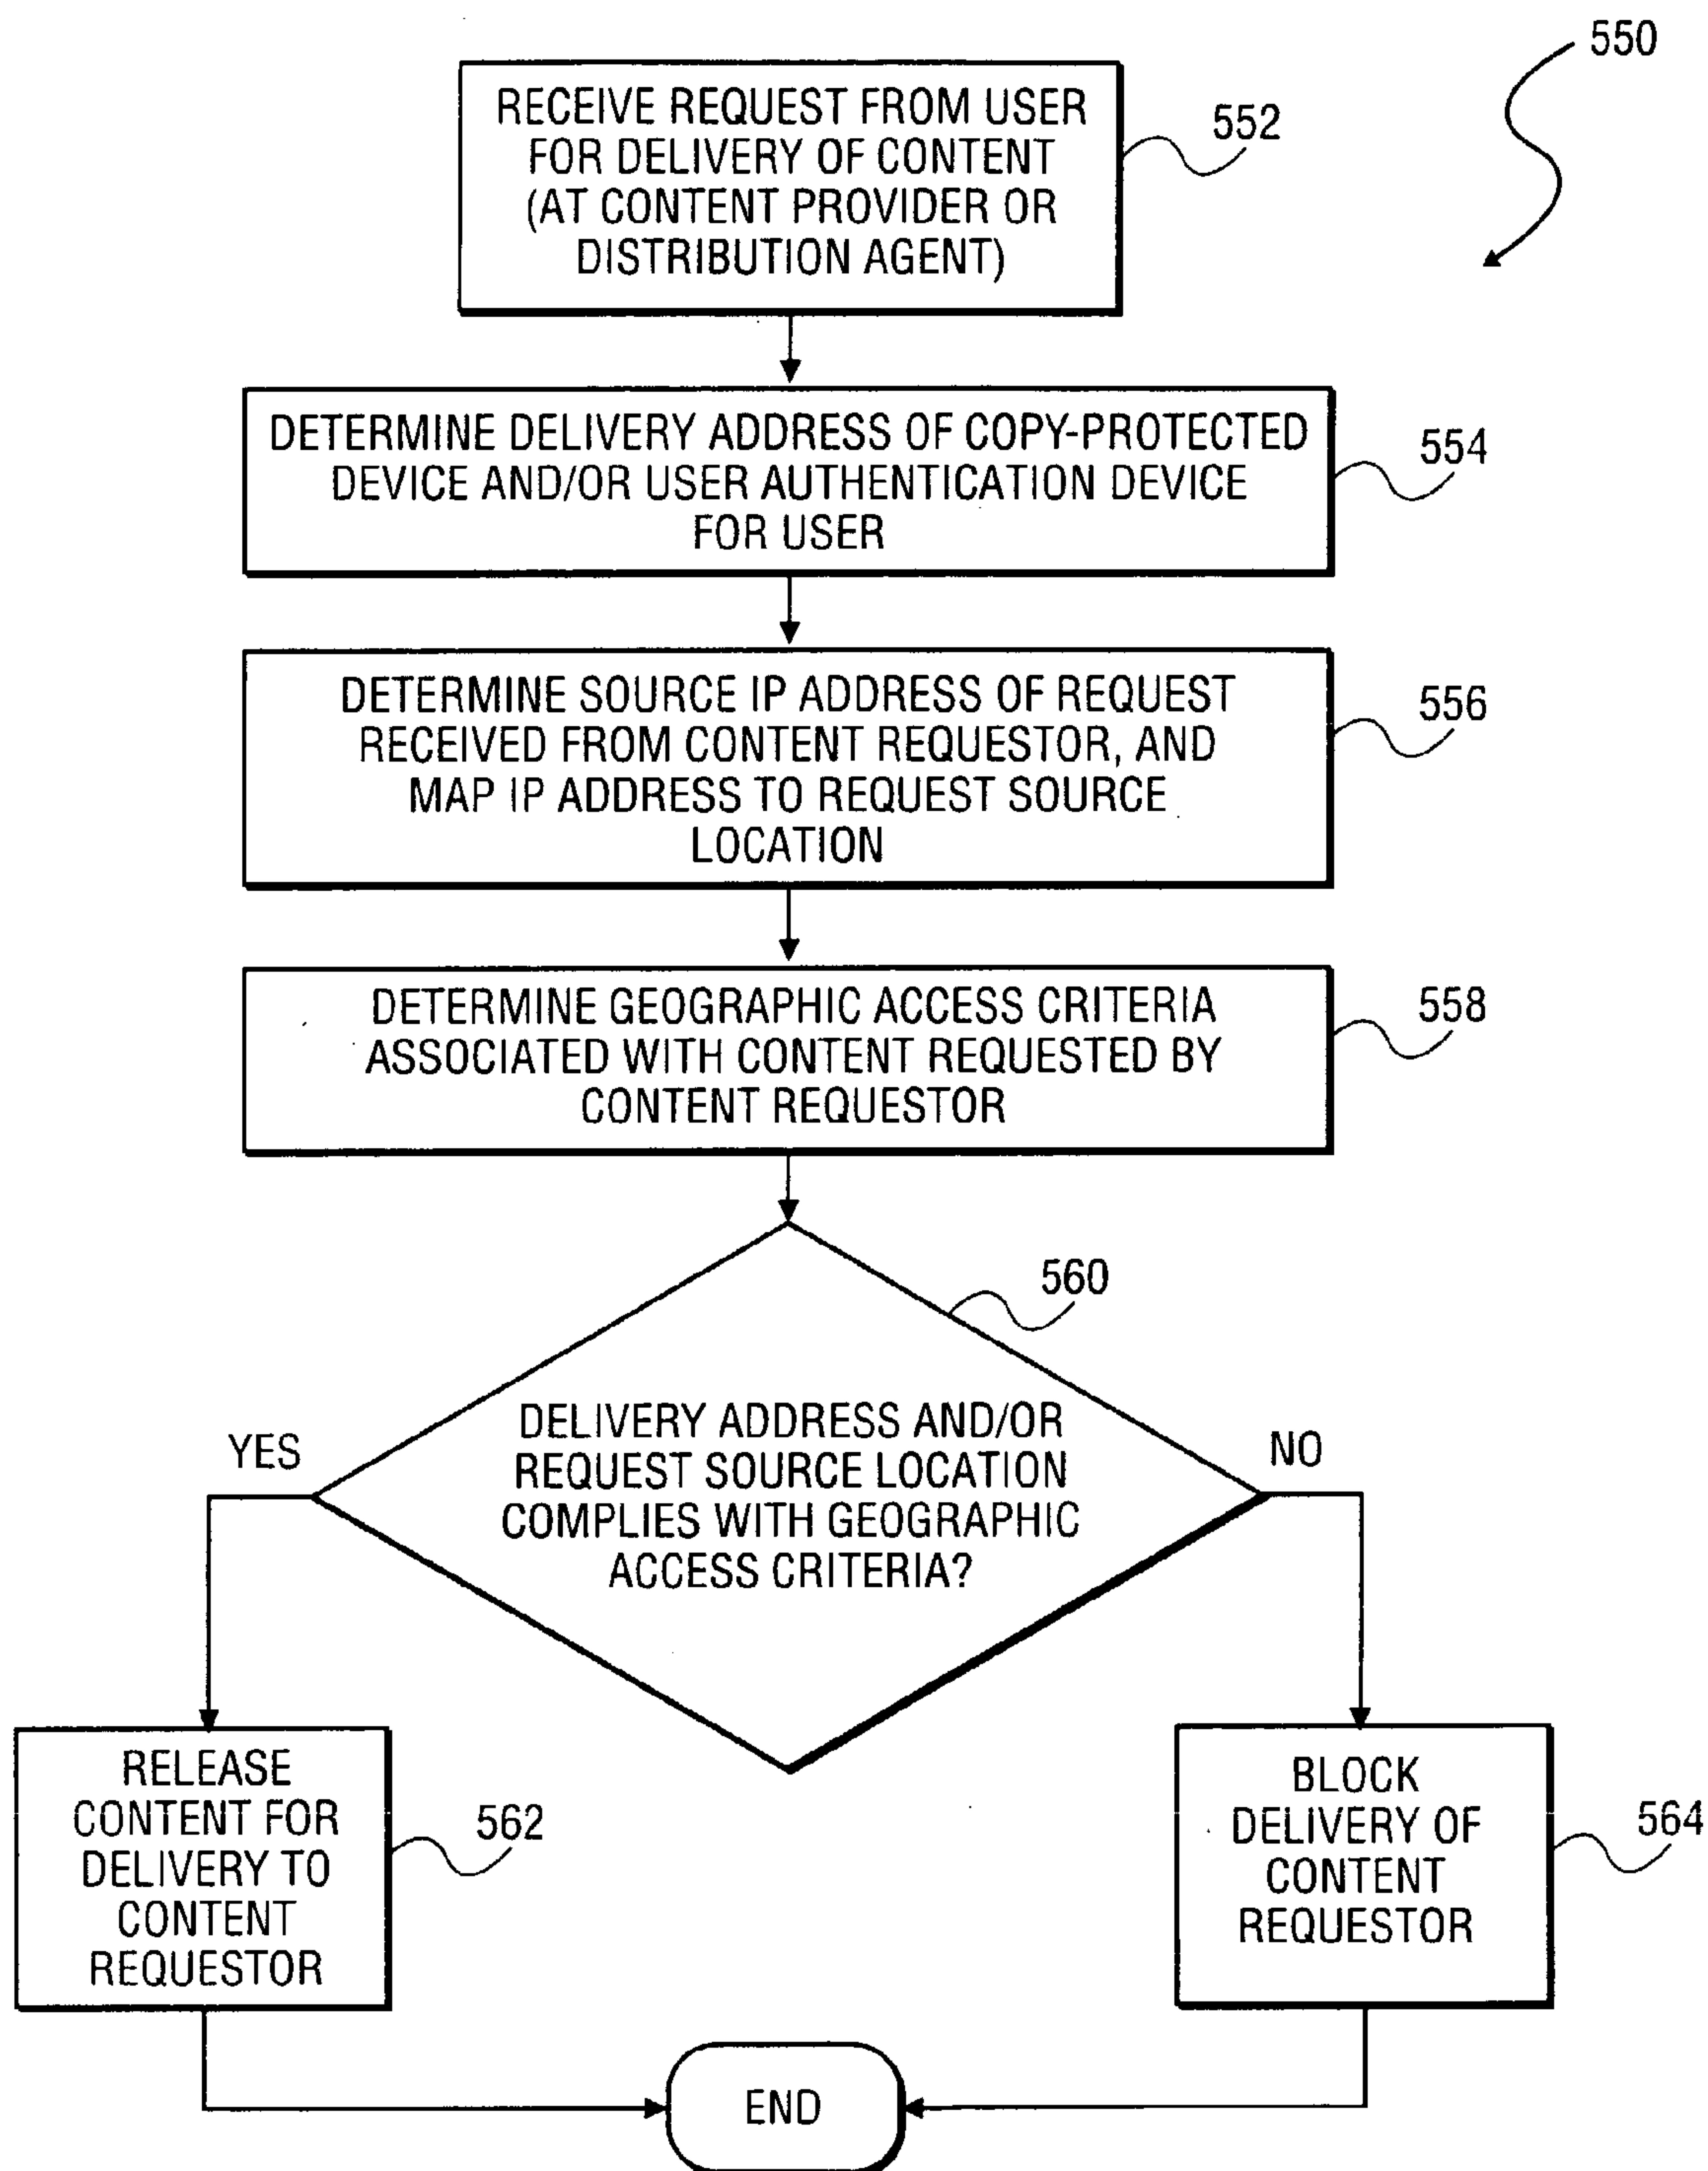 550
RECEIVE REQUEST FROM USER
FOR DELIVERY OF CONTENT
(AT CONTENT PROVIDER OR
DISTRIBUTION AGENT)
552
DETERMINE DELIVERY ADDRESS OF COPY-PROTECTED
DEVICE AND/OR USER AUTHENTICATION DEVICE
FOR USER
554
DETERMINE SOURCE IP ADDRESS OF REQUEST
RECEIVED FROM CONTENT REQUESTOR, AND
MAP IP ADDRESS TO REQUEST SOURCE
LOCATION
556
DETERMINE GEOGRAPHIC ACCESS CRITERIA
ASSOCIATED WITH CONTENT REQUESTED BY
CONTENT REQUESTOR
558
560
DELIVERY ADDRESS AND/OR
REQUEST SOURCE LOCATION
COMPLIES WITH GEOGRAPHIC
ACCESS CRITERIA?
YES
NO
RELEASE
CONTENT FOR
DELIVERY TO
CONTENT
REQUESTOR
562
BLOCK
DELIVERY OF
CONTENT
REQUESTOR
564
END